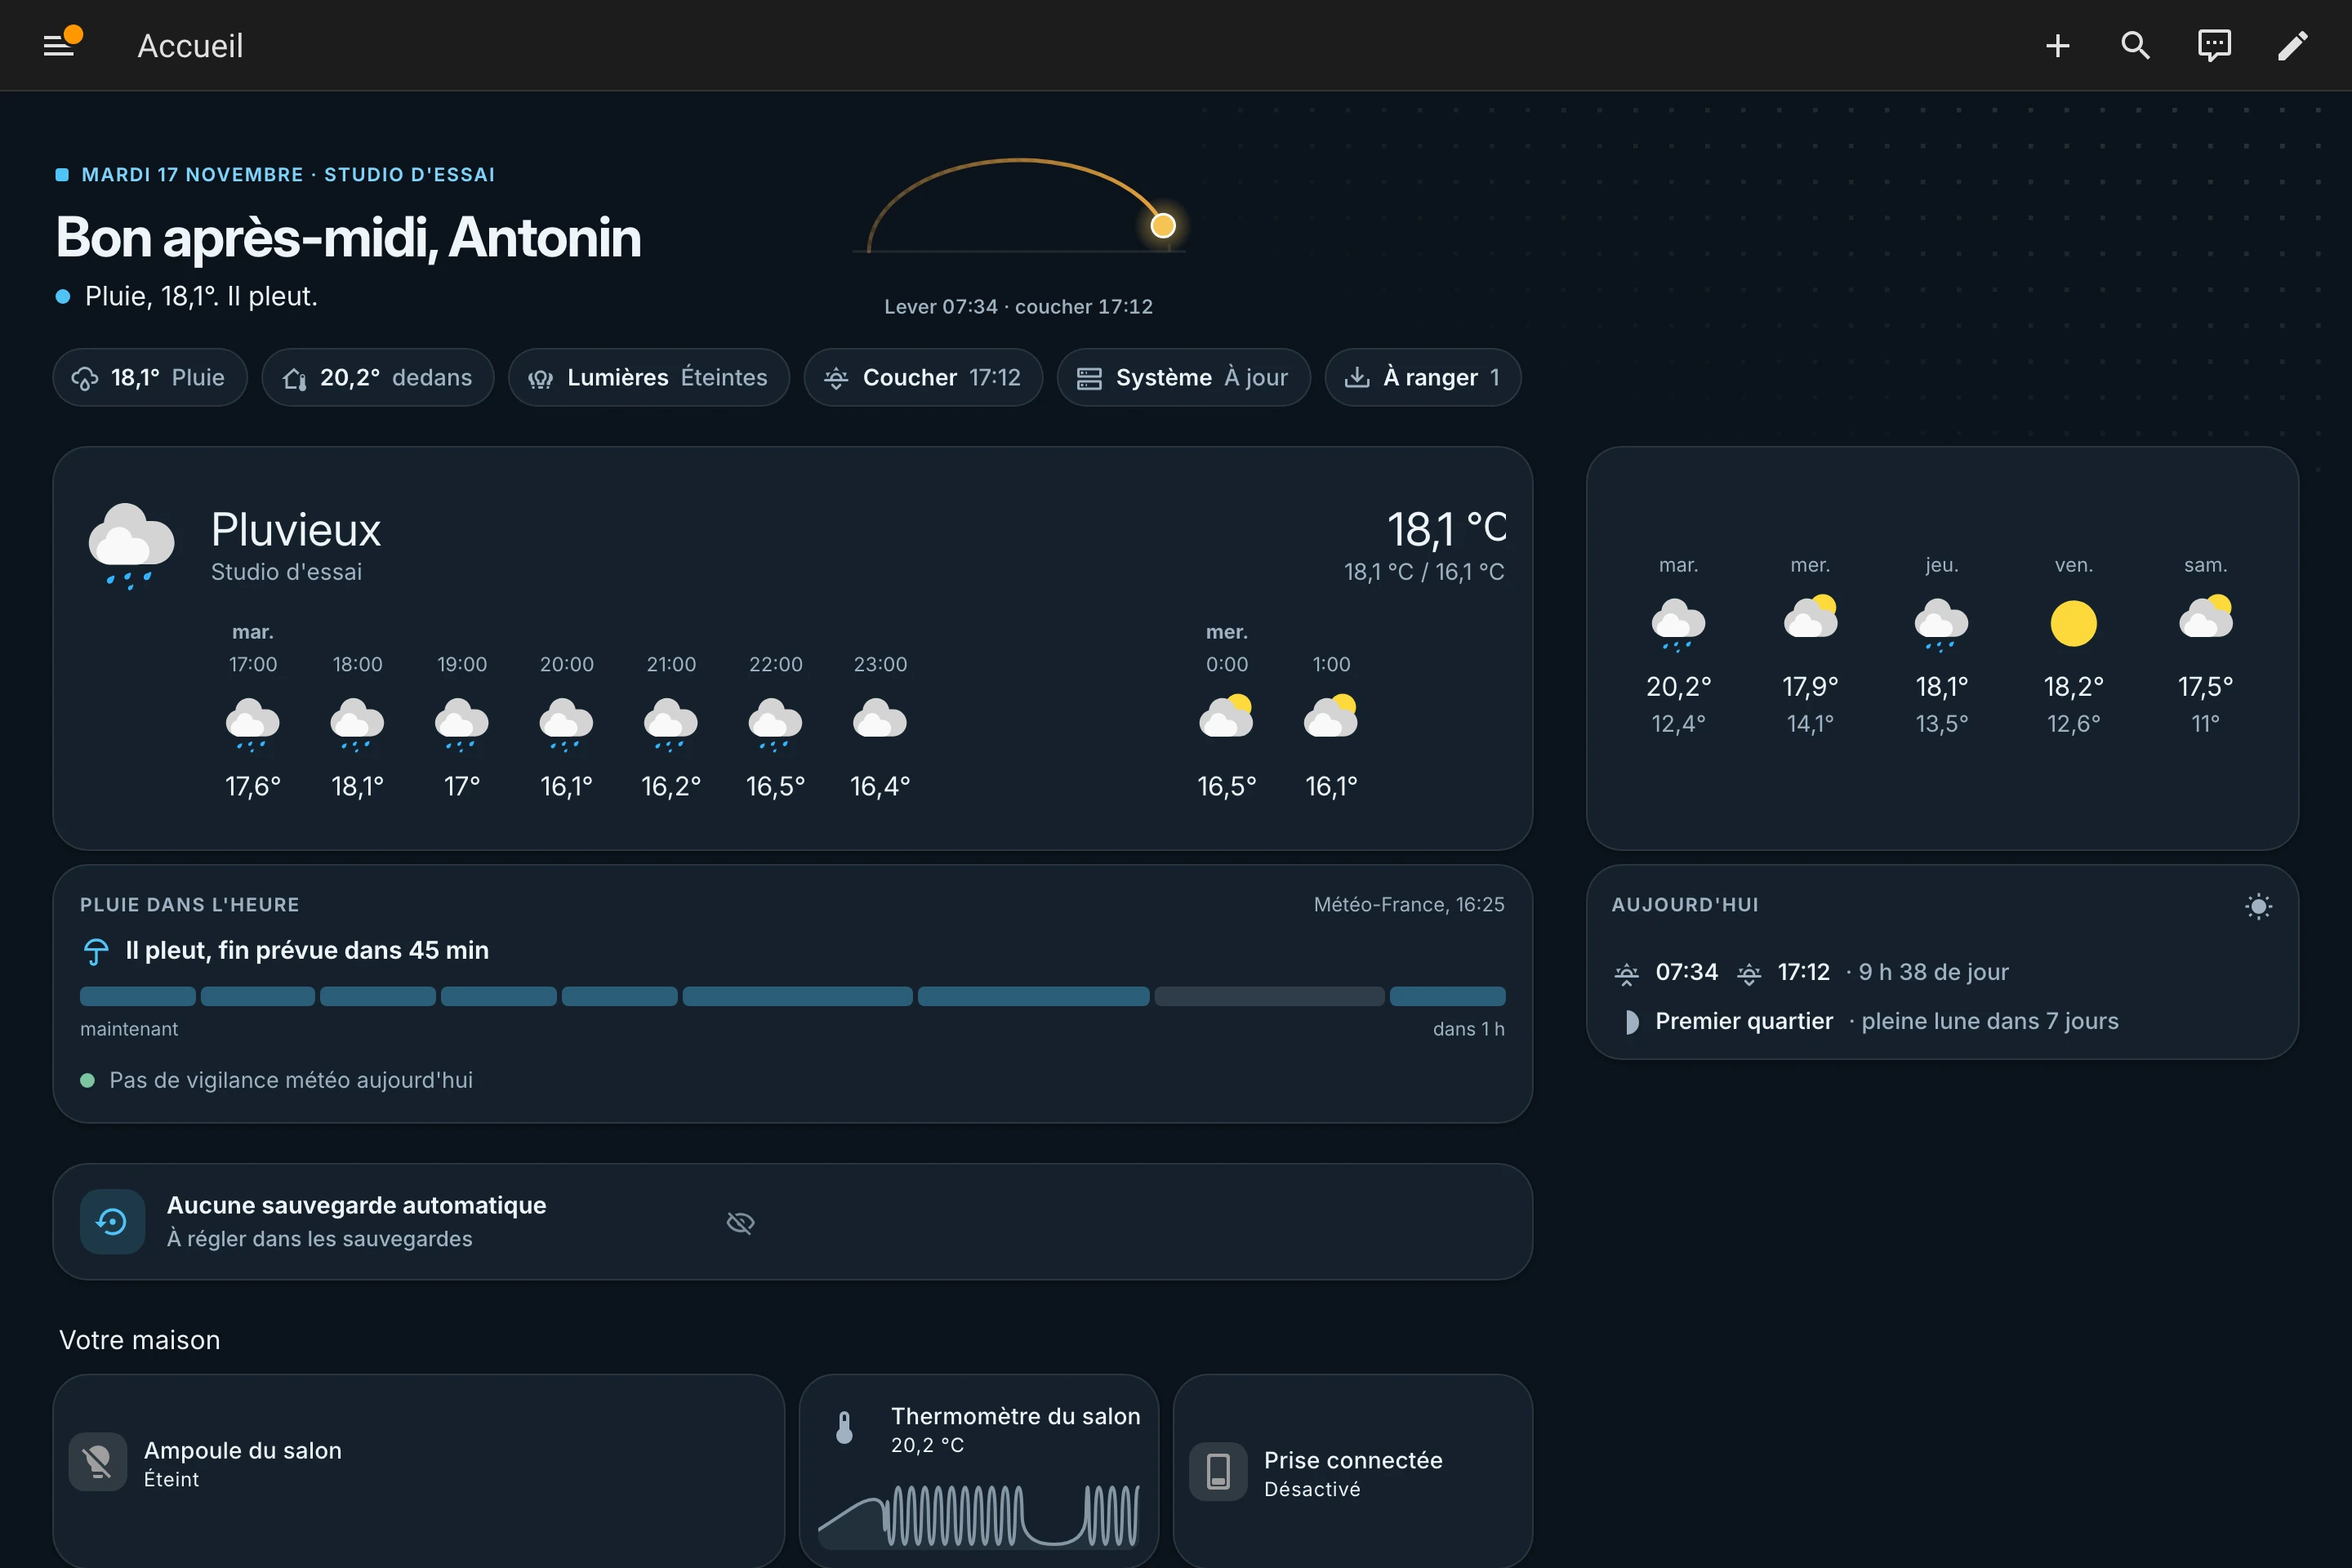 Accueil
MARDI 17 NOVEMBRE · STUDIO D'ESSAI
Bon après-midi, Antonin
Pluie, 18,1°. Il pleut.
Lever 07:34 · coucher 17:12
18,1° Pluie
20,2° dedans
Lumières Éteintes
Coucher 17:12
Système À jour
À ranger 1
Pluvieux
Studio d'essai
18,1 °C
18,1 °C / 16,1 °C
mar. mer.
17:00 18:00 19:00 20:00 21:00 22:00 23:00 0:00 1:00
17,6° 18,1° 17° 16,1° 16,2° 16,5° 16,4° 16,5° 16,1°
mar. mer. jeu. ven. sam.
20,2° 17,9° 18,1° 18,2° 17,5°
12,4° 14,1° 13,5° 12,6° 11°
PLUIE DANS L'HEURE
Météo-France, 16:25
Il pleut, fin prévue dans 45 min
maintenant
dans 1 h
Pas de vigilance météo aujourd'hui
AUJOURD'HUI
07:34 17:12 · 9 h 38 de jour
Premier quartier · pleine lune dans 7 jours
Aucune sauvegarde automatique
À régler dans les sauvegardes
Votre maison
Ampoule du salon
Éteint
Thermomètre du salon
20,2 °C
Prise connectée
Désactivé